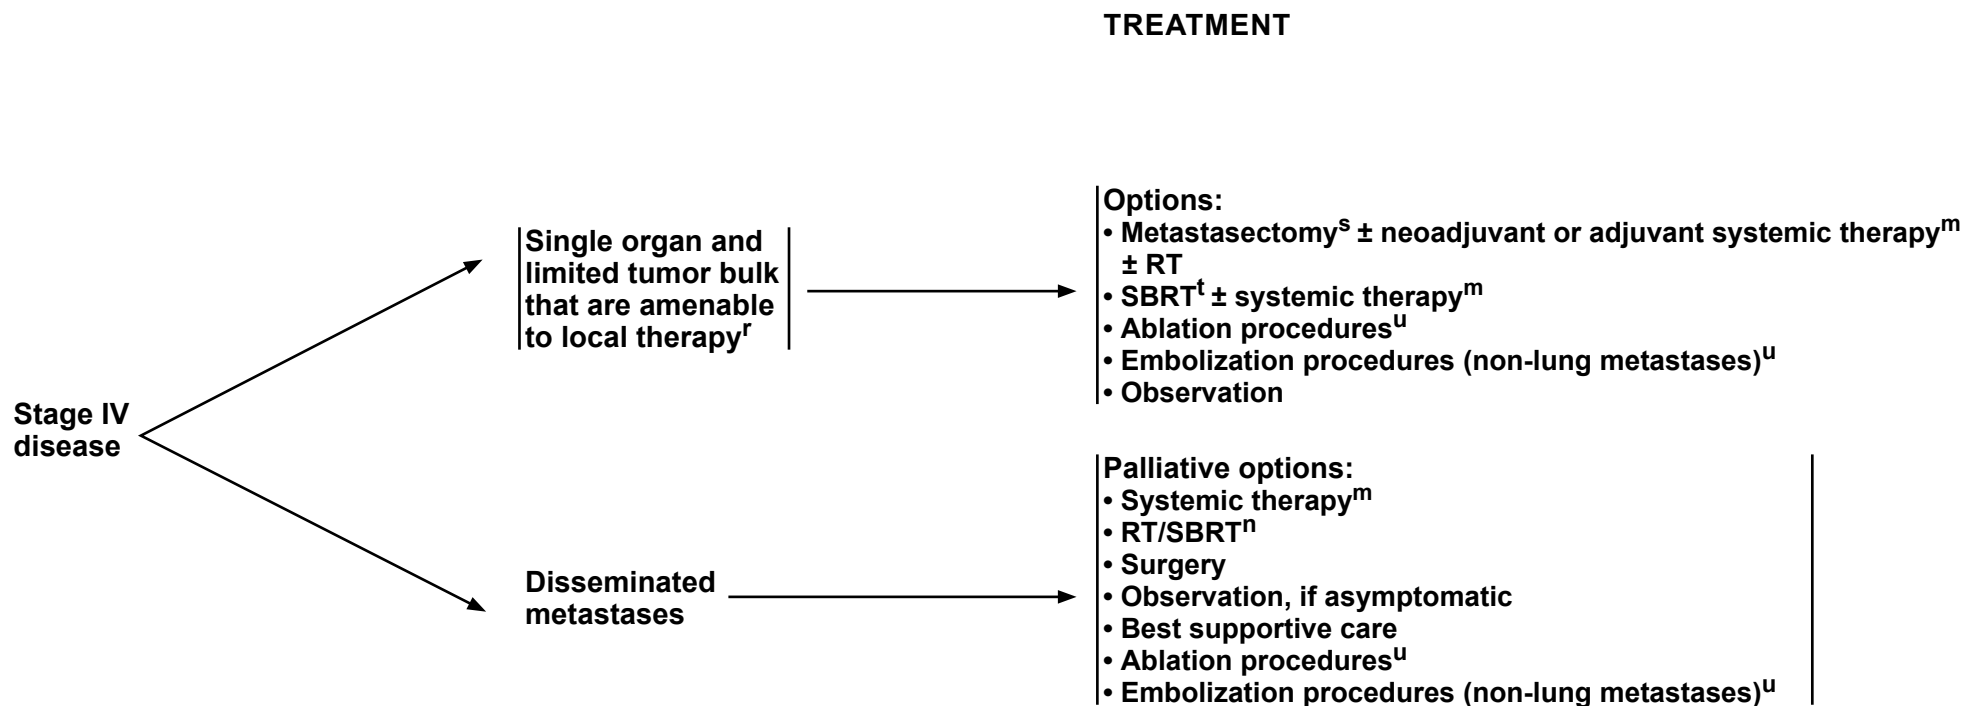 TREATMENT
Single organ and
limited tumor bulk
that are amenable
to local therapyʳ
Options:
• Metastasectomyˢ ± neoadjuvant or adjuvant systemic therapyᵐ
± RT
• SBRTᵗ ± systemic therapyᵐ
• Ablation proceduresᵘ
• Embolization procedures (non-lung metastases)ᵘ
• Observation
Stage IV
disease
Disseminated
metastases
Palliative options:
• Systemic therapyᵐ
• RT/SBRTⁿ
• Surgery
• Observation, if asymptomatic
• Best supportive care
• Ablation proceduresᵘ
• Embolization procedures (non-lung metastases)ᵘ